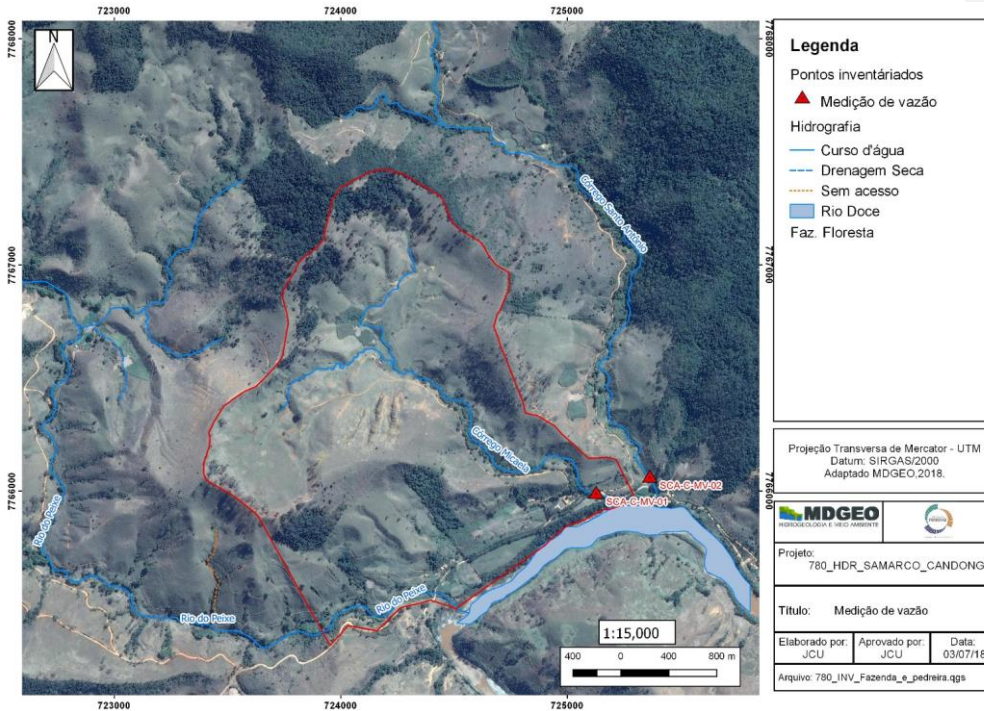 723000
724000
725000
7768000
7768000
N
Córrego Santo Antônio
7767000
7767000
Córrego Micaela
7766000
7766000
SCA-C-MV-02
SCA-C-MV-01
Rio do Peixe
Rio do Peixe
Rio do Peixe
1:15,000
400 0 400 800 m
723000
724000
725000
Legenda
Pontos inventáriados
Medição de vazão
Hidrografia
Curso d'água
Drenagem Seca
Sem acesso
Rio Doce
Faz. Floresta
Projeção Transversa de Mercator - UTM
Datum: SIRGAS/2000
Adaptado MDGEO,2018.
MDGEO
HIDROGEOLOGIA E MEIO AMBIENTE
Projeto:
780_HDR_SAMARCO_CANDONG
Título: Medição de vazão
Elaborado por: Aprovado por: Data:
JCU JCU 03/07/18
Arquivo: 780_INV_Fazenda_e_pedreira.qgs